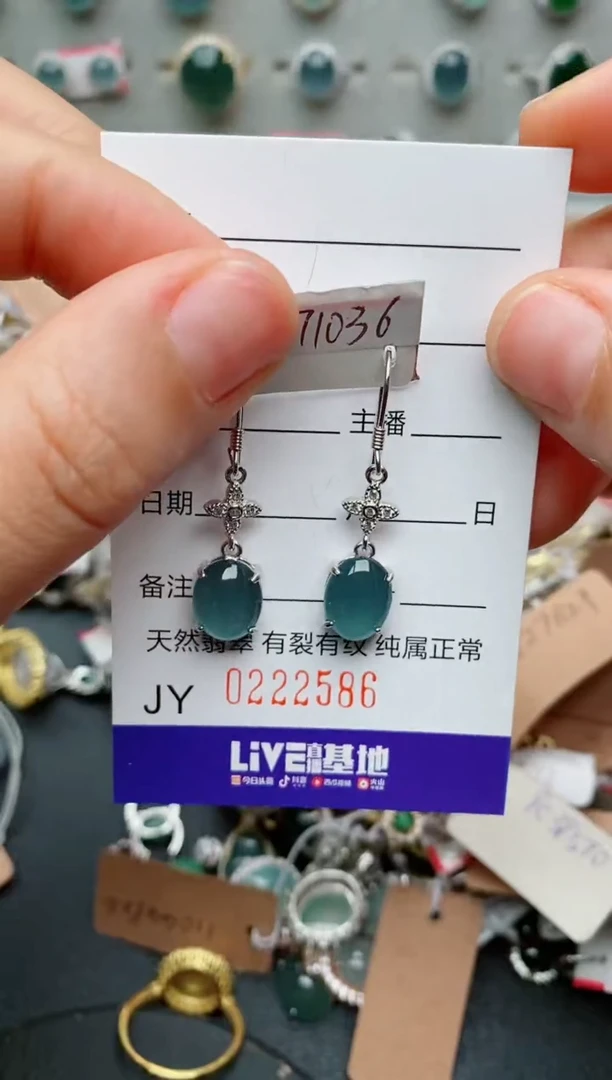 71036
主播
日期 日
备注
天然翡翠 有裂有纹 纯属正常
JY 0222586
LiVE直播基地
今日头条 抖音 西瓜视频 火山